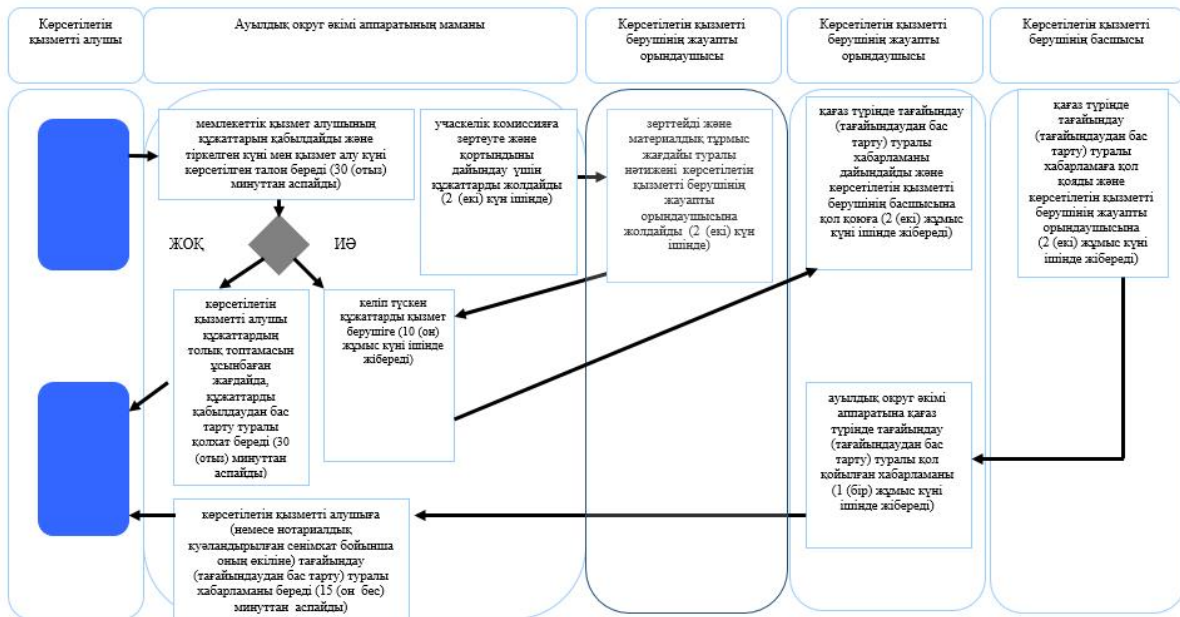 Көрсетілетін
қызметті алушы
Ауылдық округ әкімі аппаратының маманы
Көрсетілетін қызметті
берушінің жауапты
орындаушысы
Көрсетілетін қызметті
берушінің жауапты
орындаушысы
Көрсетілетін қызметті
берушінің басшысы
мемлекеттік қызмет алушының
құжаттарын қабылдайды және
тіркелген күні мен қызмет алу күні
көрсетілген талон береді (30 (отыз)
минуттан аспайды)
учаскелік комиссияға
зертеуге және
қортындыны
дайындау үшін
құжаттарды жолдайды
(2 (екі) күн ішінде)
зерттейді және
материалдық тұрмыс
жағдайы туралы
нәтижені көрсетілетін
қызметті берушінің
жауапты
орындаушысына
жолдайды (2 (екі) күн
ішінде)
қағаз түрінде тағайындау
(тағайындаудан бас
тарту) туралы
хабарламаны
дайындайды және
көрсетілетін қызметті
берушінің басшысына
қол қоюға (2 (екі) жұмыс
күні ішінде жібереді)
қағаз түрінде
тағайындау
(тағайындаудан бас
тарту) туралы
хабарламаға қол
қояды және
көрсетілетін қызметті
берушінің жауапты
орындаушысына
(2 (екі) жұмыс күні
ішінде жібереді)
ЖОҚ
ИӘ
көрсетілетін
қызметті алушы
құжаттардың
толық топтамасын
ұсынбаған
жағдайда,
құжаттарды
қабылдаудан бас
тарту туралы
қолхат береді (30
(отыз) минуттан
аспайды)
келіп түскен
құжаттарды қызмет
берушіге (10 (он)
жұмыс күні ішінде
жібереді)
ауылдық округ әкімі
аппаратына қағаз
түрінде тағайындау
(тағайындаудан бас
тарту) туралы қол
қойылған хабарламаны
(1 (бір) жұмыс күні
ішінде жібереді)
көрсетілетін қызметті алушыға
(немесе нотариалдық
куәландырылған сенімхат бойынша
оның өкіліне) тағайындау
(тағайындаудан бас тарту) туралы
хабарламаны береді (15 (он бес)
минуттан аспайды)